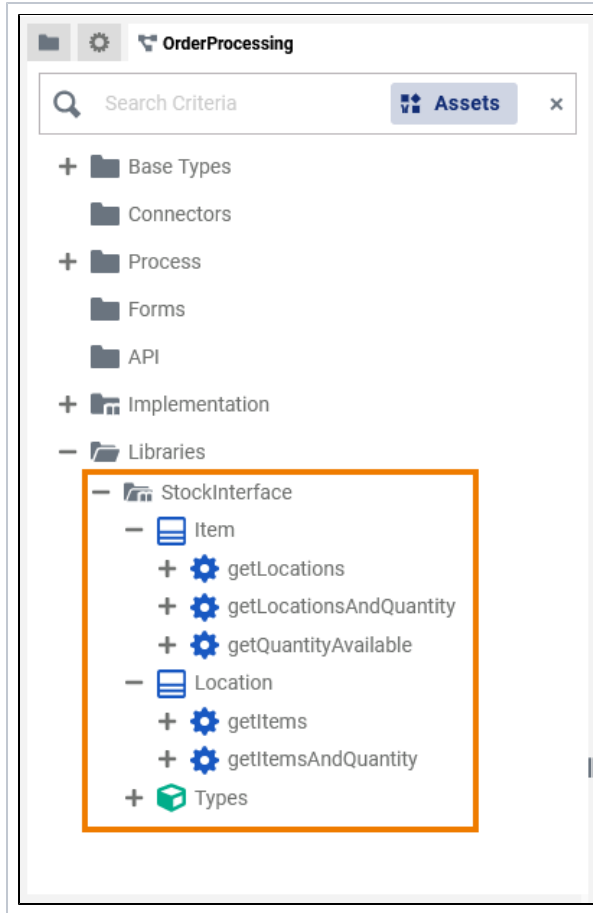 OrderProcessing
Search Criteria Assets
Base Types
Connectors
Process
Forms
API
Implementation
Libraries
StockInterface
Item
getLocations
getLocationsAndQuantity
getQuantityAvailable
Location
getItems
getItemsAndQuantity
Types